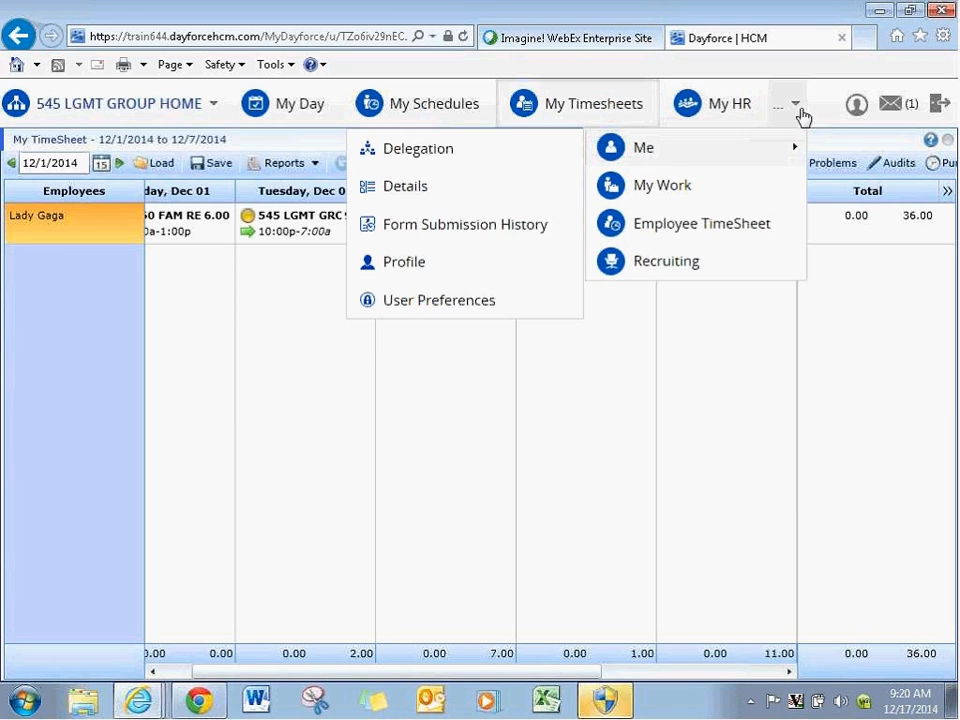 https://train644.dayforcehcm.com/MyDayforce/u/TZo6iv29nEC.
Imagine! WebEx Enterprise Site
Dayforce | HCM
Page
Safety
Tools
545 LGMT GROUP HOME
My Day
My Schedules
My Timesheets
My HR
...
(1)
My TimeSheet - 12/1/2014 to 12/7/2014
12/1/2014
15
Load
Save
Reports
Problems
Audits
Pu
Employees
day, Dec 01
Tuesday, Dec 0
Total
Lady Gaga
0 FAM RE 6.00
545 LGMT GRC
0.00
36.00
0a-1:00p
10:00p-7:00a
Delegation
Details
Form Submission History
Profile
User Preferences
Me
My Work
Employee TimeSheet
Recruiting
0.00
0.00
0.00
2.00
0.00
7.00
0.00
1.00
0.00
11.00
0.00
36.00
9:20 AM
12/17/2014